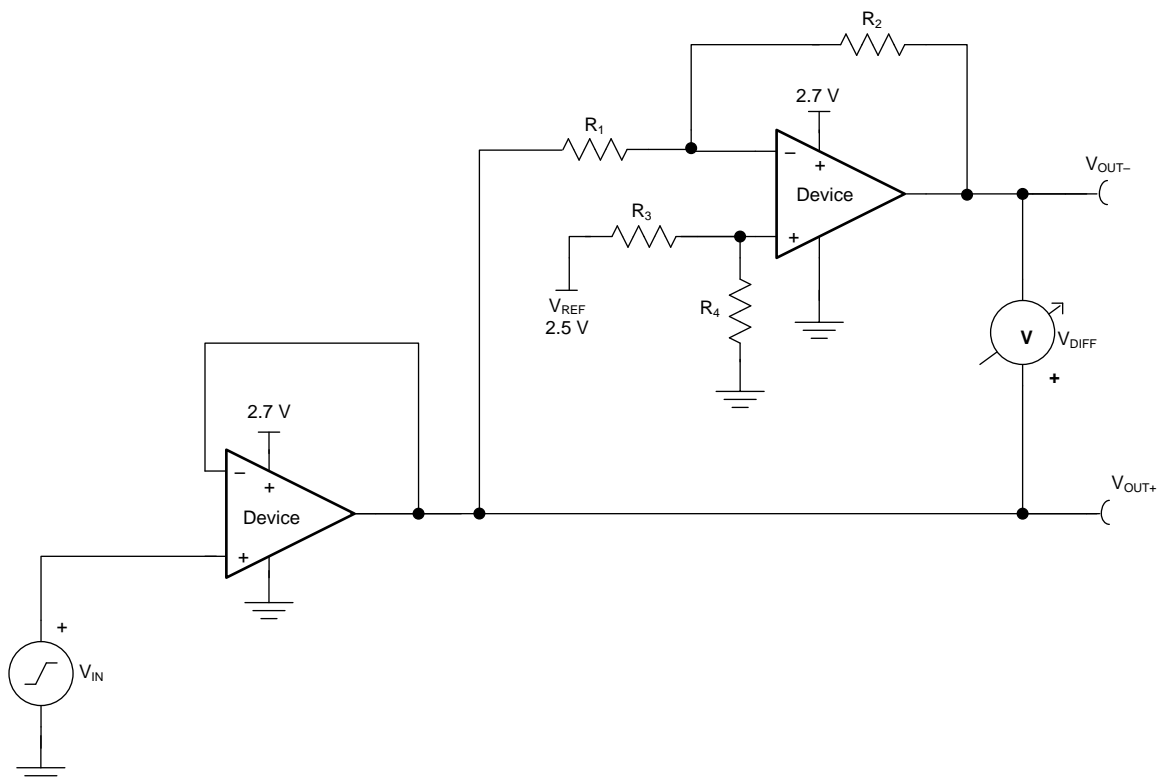 R2
2.7 V
R1
VOUT–
–
+
Device
R3
+
VREF
2.5 V
R4
V
VDIFF
+
2.7 V
VOUT+
–
+
Device
+
+
VIN